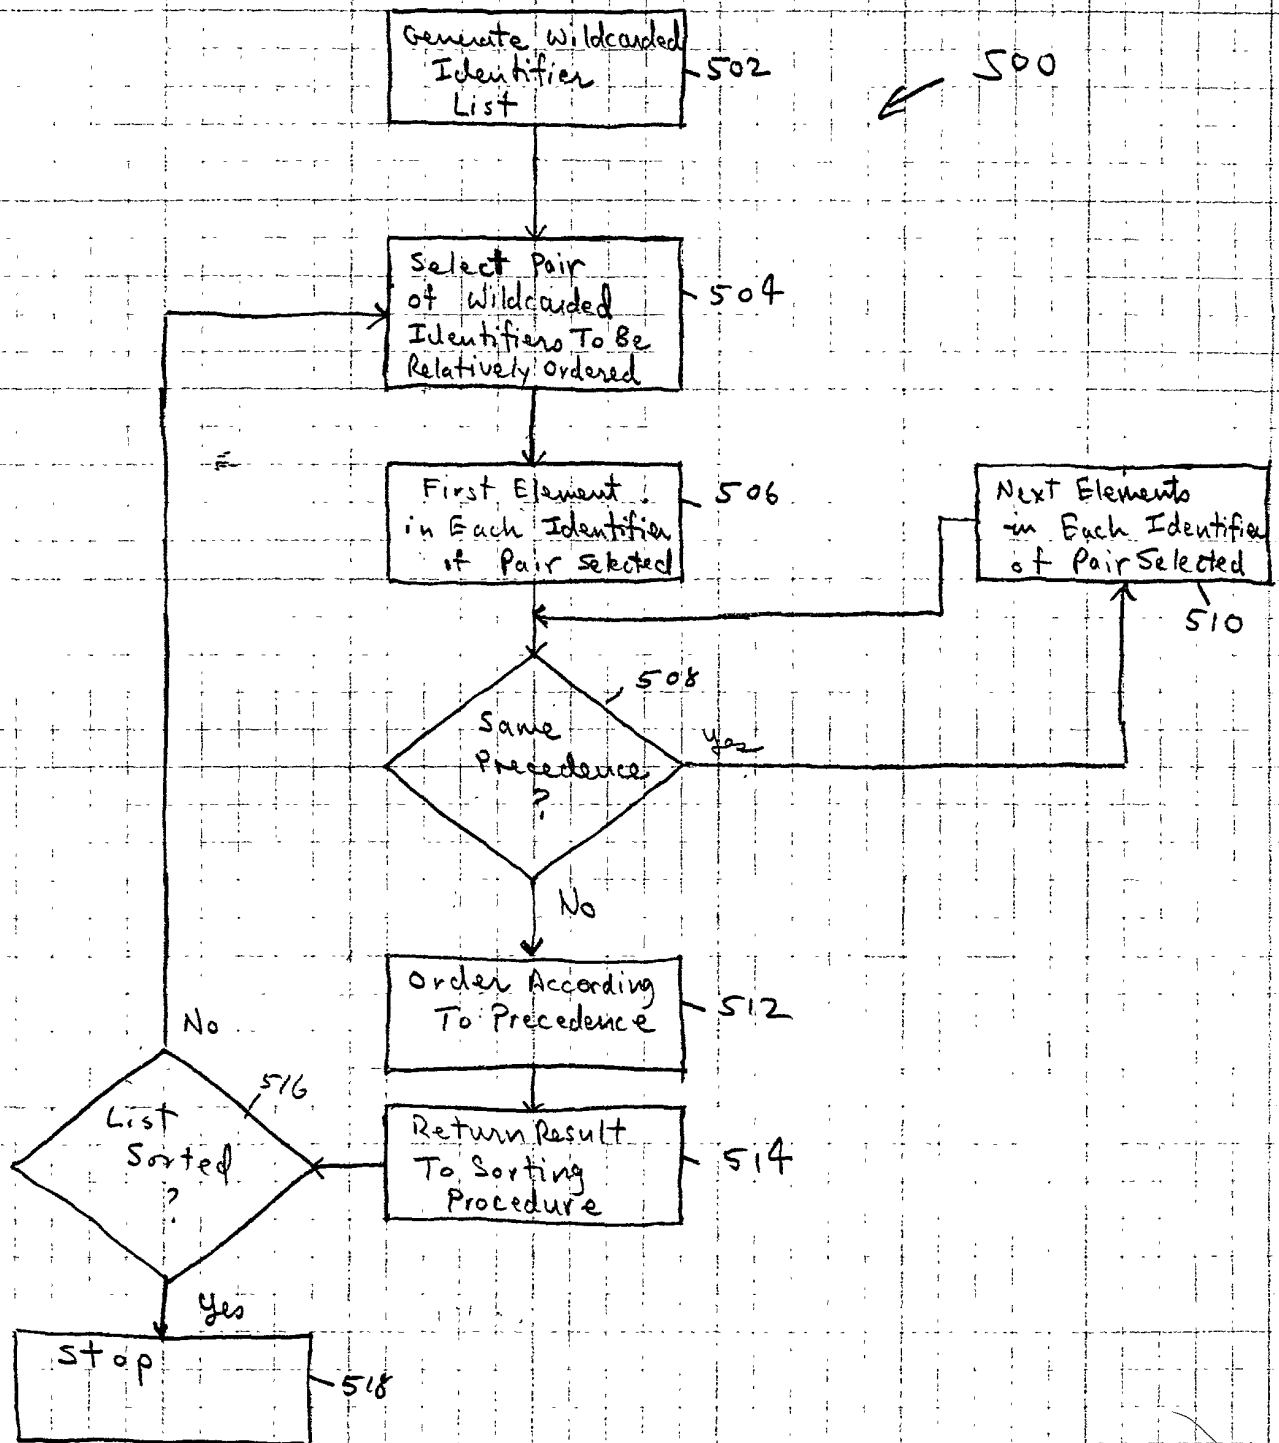 Generate Wildcarded
Identifier
List
502
500
Select Pair
of Wildcarded
Identifiers To Be
Relatively Ordered
504
First Element
in Each Identifier
of Pair Selected
506
Next Elements
in Each Identifier
of Pair Selected
510
508
Same
Precedence
?
Yes
No
Order According
To Precedence
512
No
516
List
Sorted
?
Return Result
To Sorting
Procedure
514
Yes
Stop
518